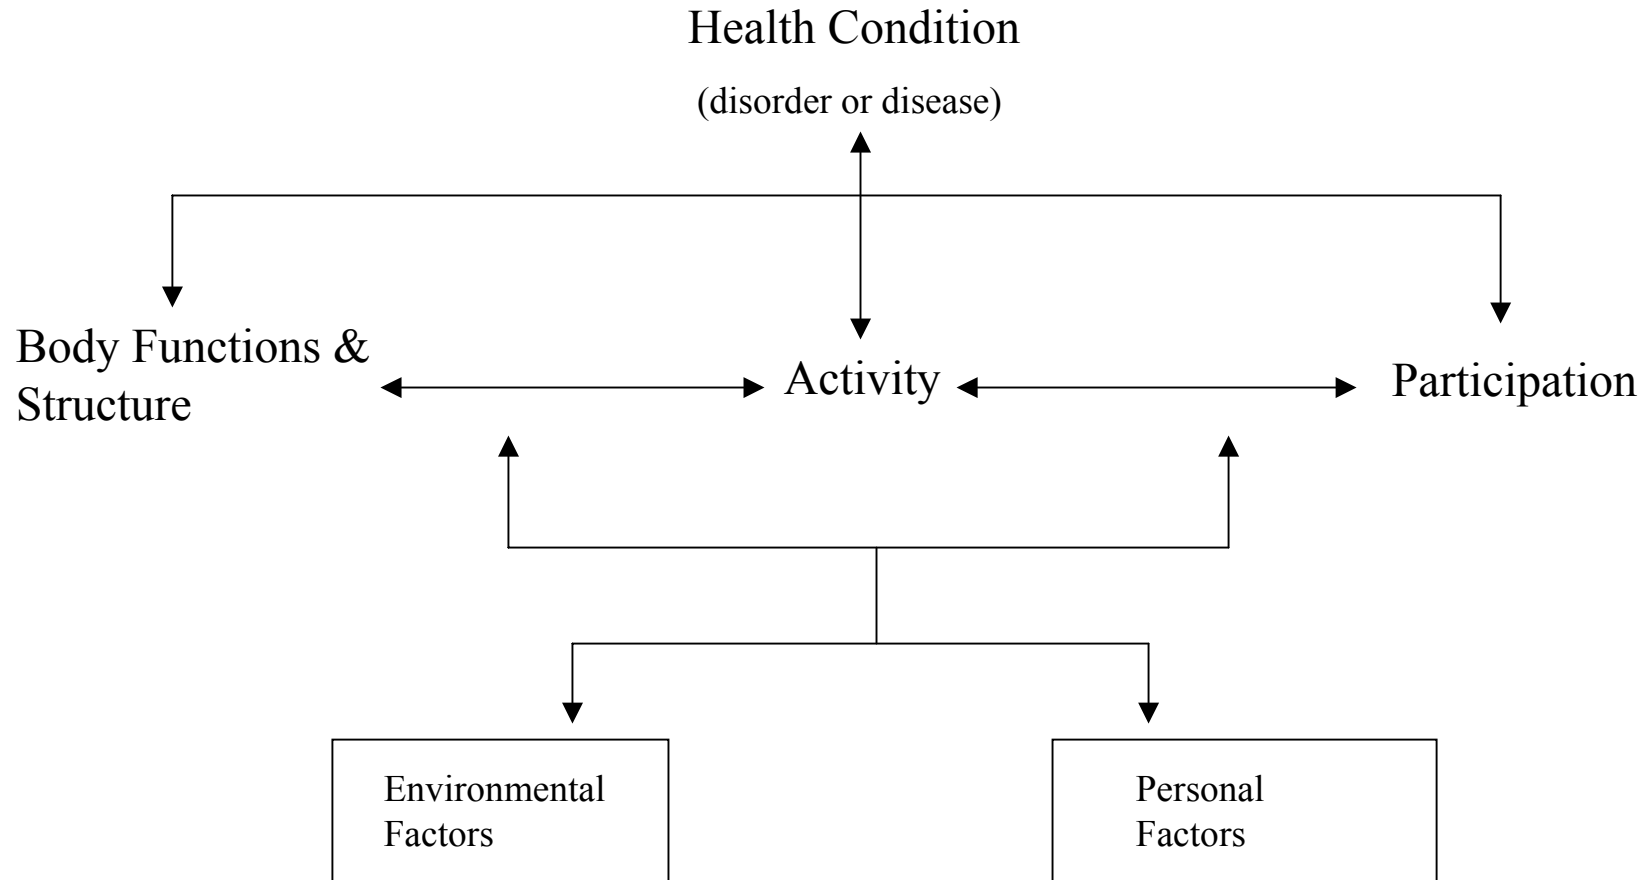 Health Condition
(disorder or disease)
Body Functions &
Structure
Activity
Participation
Environmental
Factors
Personal
Factors